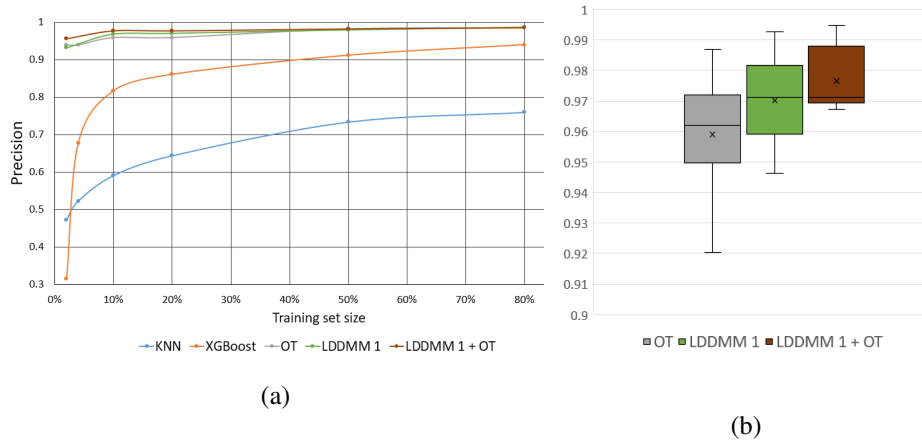 Precision
1
0.9
0.8
0.7
0.6
0.5
0.4
0.3
0% 10% 20% 30% 40% 50% 60% 70% 80%
Training set size
KNN XGBoost OT LDDMM 1 LDDMM 1 + OT
(a)
1
0.99
0.98
0.97
0.96
0.95
0.94
0.93
0.92
0.91
0.9
OT LDDMM 1 LDDMM 1 + OT
(b)